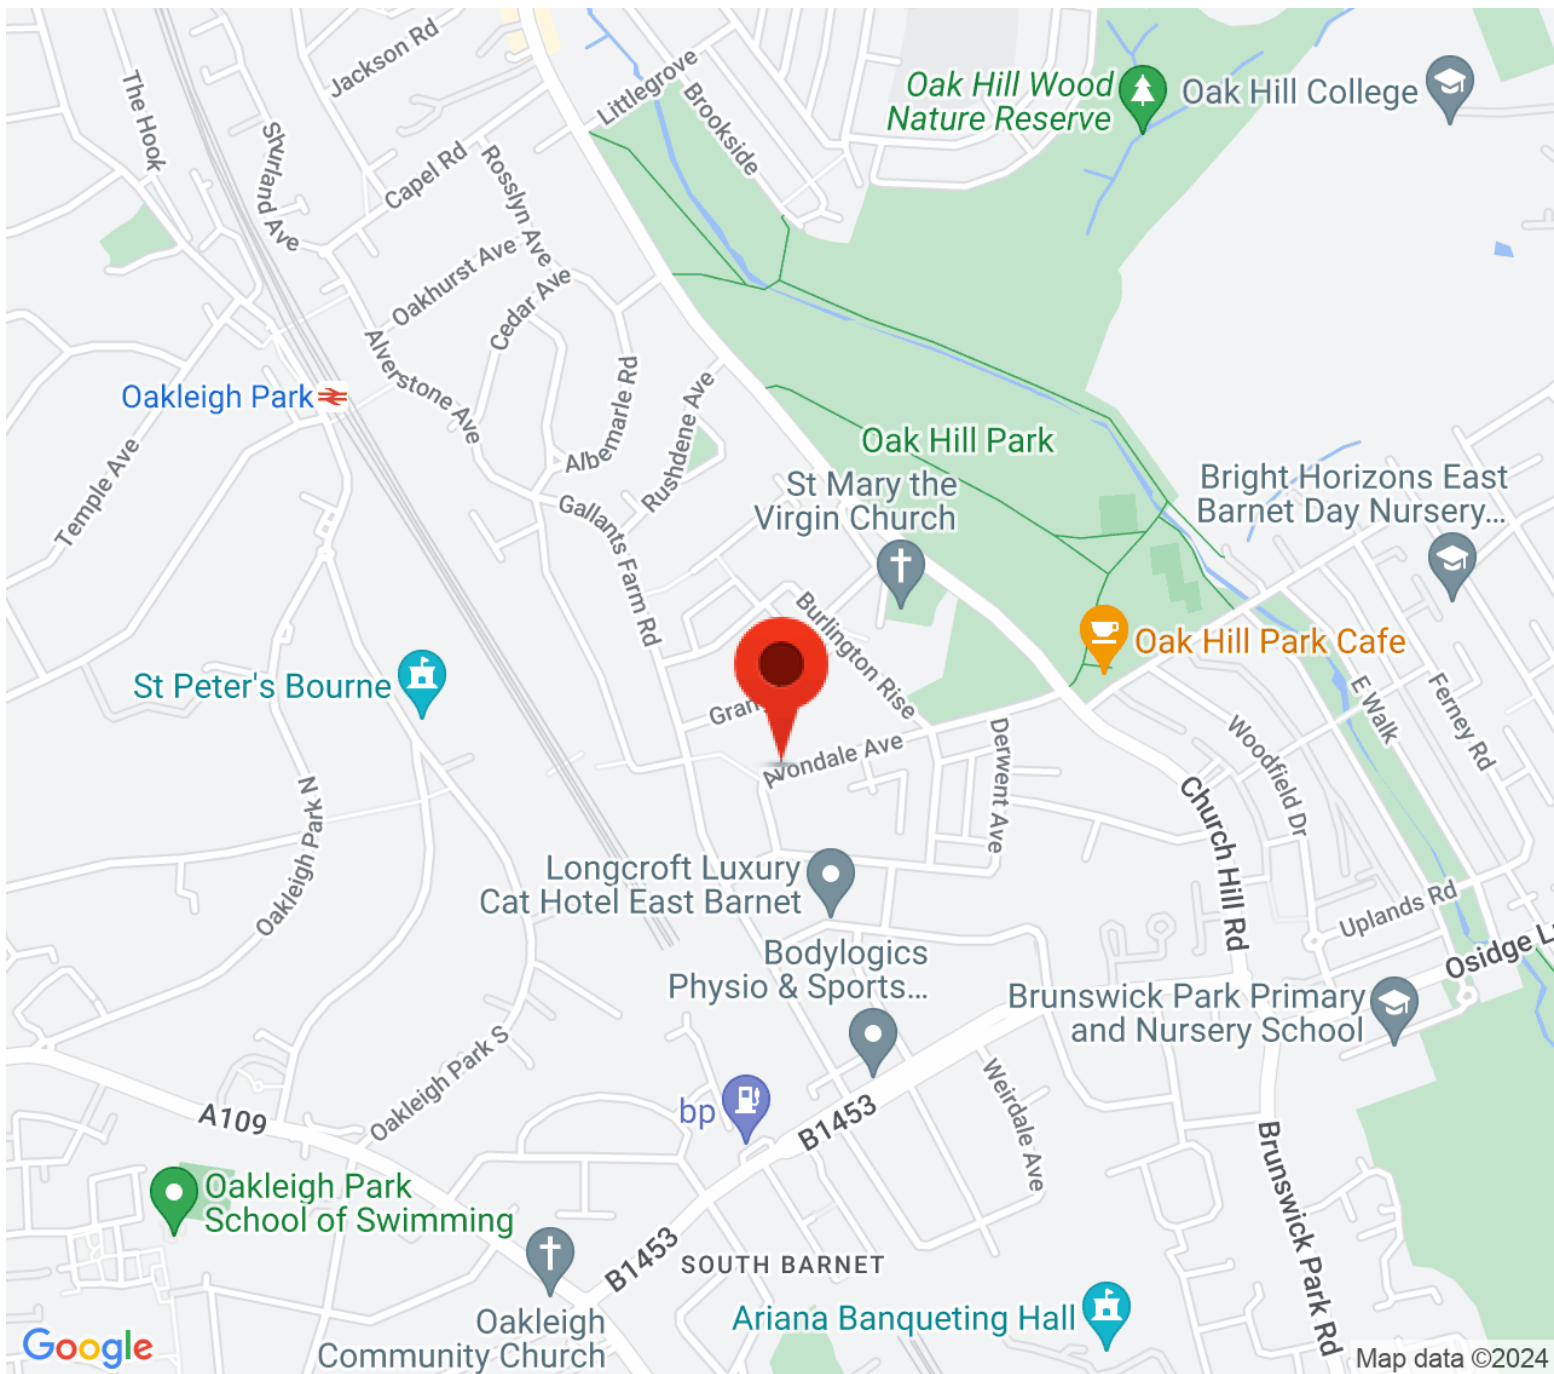 Jackson Rd
The Hook
Shurland Ave
Littlegrove
Brookside
Oak Hill Wood
Nature Reserve
Oak Hill College
Capel Rd
Rosslyn Ave
Oakhurst Ave
Cedar Ave
Alverstone Ave
Oakleigh Park
Albemarle Rd
Rushdene Ave
Temple Ave
Oak Hill Park
St Mary the
Virgin Church
Bright Horizons East
Barnet Day Nursery...
Gallants Farm Rd
Burlington Rise
Oak Hill Park Cafe
St Peter's Bourne
E Walk
Ferney Rd
Avondale Ave
Derwent Ave
Woodfield Dr
Oakleigh Park N
Church Hill Rd
Longcroft Luxury
Cat Hotel East Barnet
Uplands Rd
Osidge L
Bodylogics
Physio & Sports...
Brunswick Park Primary
and Nursery School
Oakleigh Park S
Weirdale Ave
A109
bp
B1453
Brunswick Park Rd
Oakleigh Park
School of Swimming
B1453
SOUTH BARNET
Ariana Banqueting Hall
Oakleigh
Community Church
Google
Map data ©2024